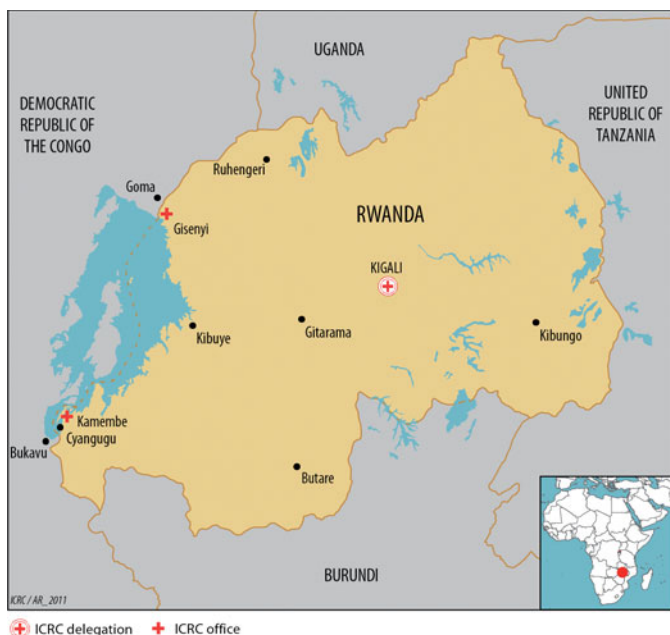 UGANDA
DEMOCRATIC
REPUBLIC OF
THE CONGO
UNITED
REPUBLIC OF
TANZANIA
Ruhengeri
Goma
Gisenyi
RWANDA
KIGALI
Kibuye
Gitarama
Kibungo
Kamembe
Cyangugu
Bukavu
Butare
BURUNDI
ICRC / AR_2011
ICRC delegation
ICRC office